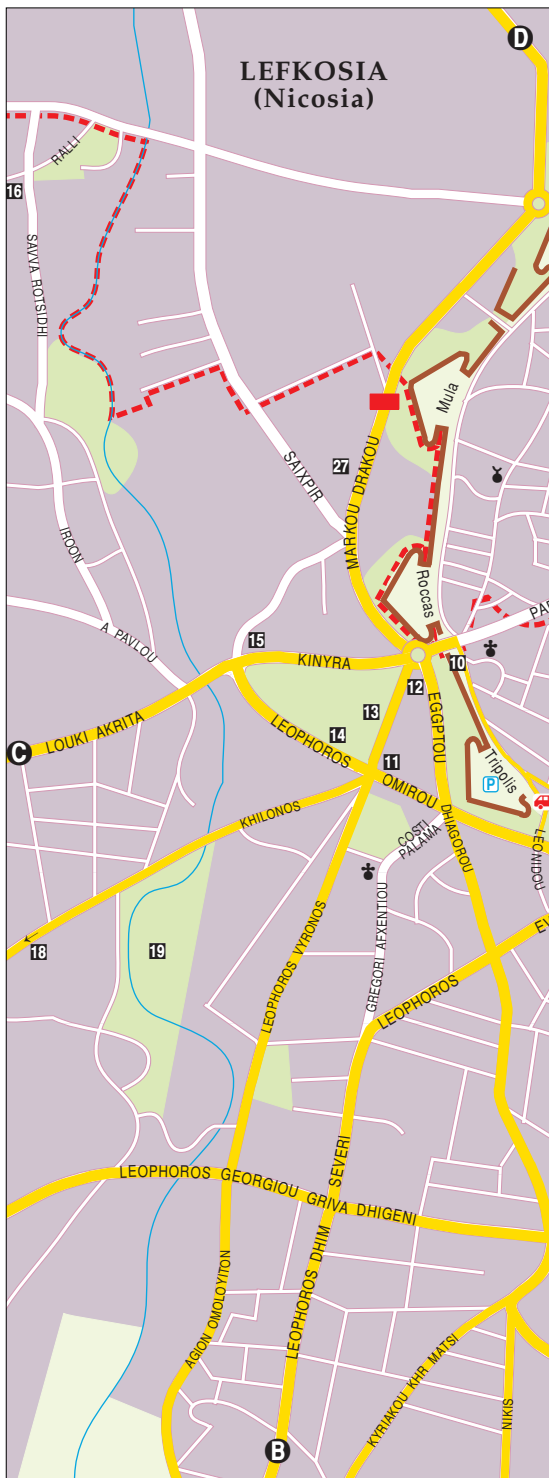 D
LEFKOSIA
(Nicosia)
RALLI
16
SAVVA ROTSIDHI
Mula
27
SAIXPIR
MARKOU DRAKOU
IROON
Roccas
A PAVLOU
PAP
15
KINYRA
10
12
13
EGGPTOU
LOUKI AKRITA
C
14
LEOPHOROS
11
OMIROU
Tripolis
P
KHILONOS
COSTI
PALAMA
DHIAGOROU
LEONIDOU
18
19
LEOPHOROS VYRONOS
GREGORI AFXENTIOU
LEOPHOROS
EV
LEOPHOROS GEORGIOU GRIVA DHIGENI
LEOPHOROS DHIM SEVERI
AGION OMOLOYITON
KYRIAKOU KHR MATSI
NIKIS
B